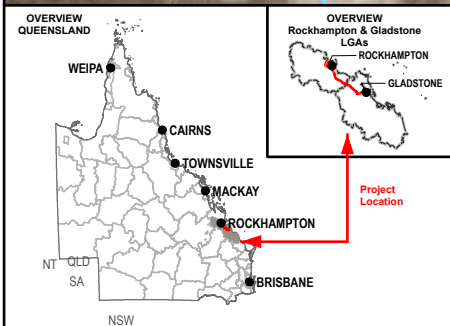 OVERVIEW
QUEENSLAND
WEIPA
CAIRNS
TOWNSVILLE
MACKAY
ROCKHAMPTON
BRISBANE
NT
QLD
SA
NSW
OVERVIEW
Rockhampton & Gladstone
LGAs
ROCKHAMPTON
GLADSTONE
Project
Location